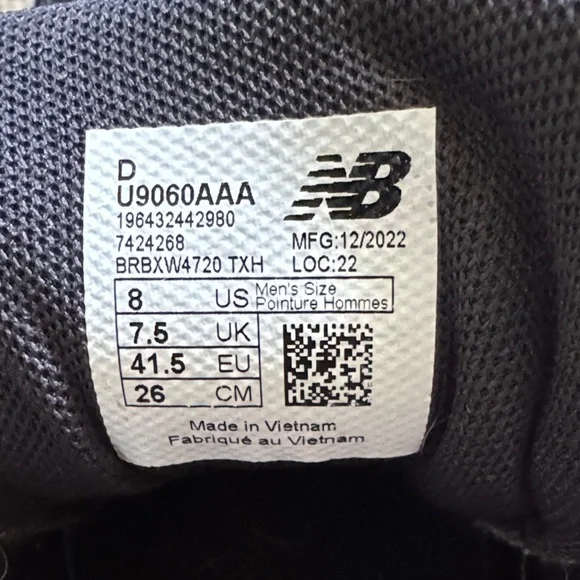 D
U9060AAA
196432442980
7424268
BRBXW4720 TXH
NB
MFG:12/2022
LOC:22
8 US Men's Size
Pointure Hommes
7.5 UK
41.5 EU
26 CM
Made in Vietnam
Fabriqué au Vietnam